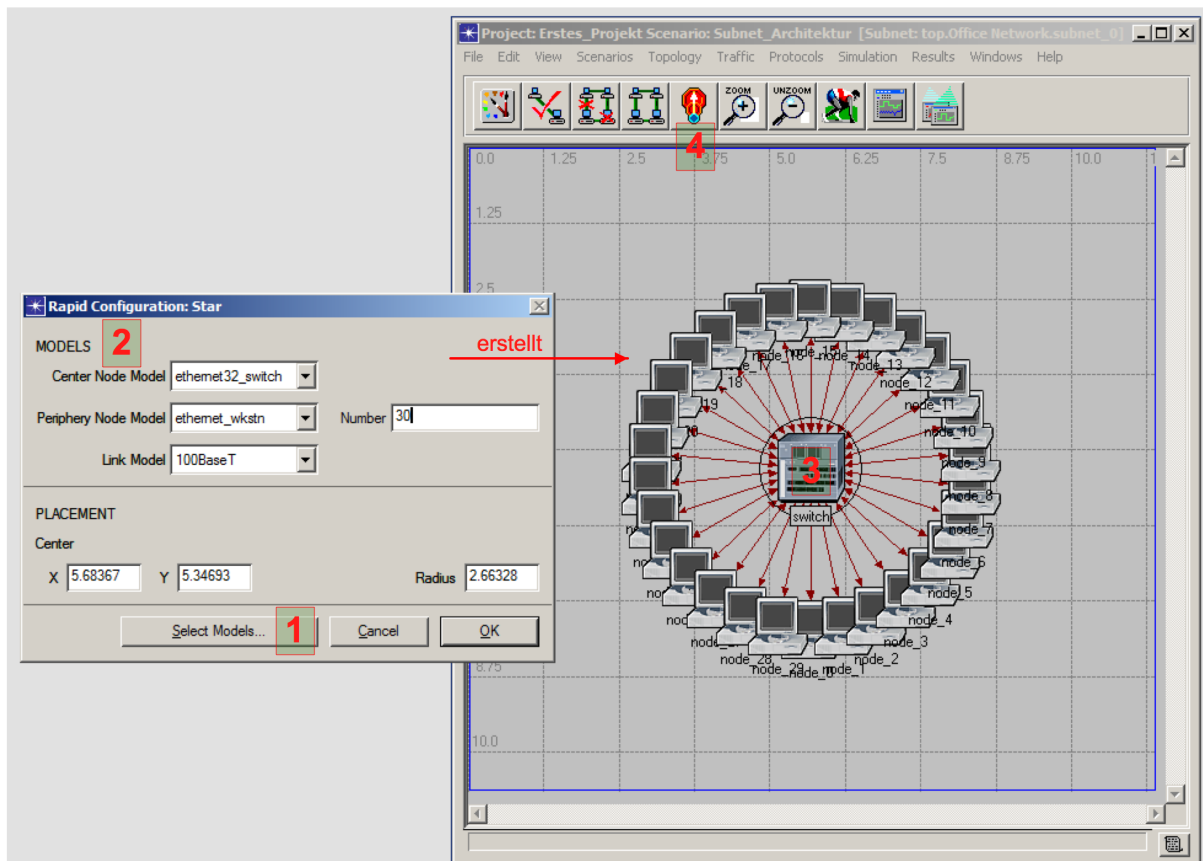 Project: Erstes_Projekt Scenario: Subnet_Architektur [Subnet: top.Office Network.subnet_0]
File Edit View Scenarios Topology Traffic Protocols Simulation Results Windows Help
ZOOM
UNZOOM
4
0.0 1.25 2.5 3.75 5.0 6.25 7.5 8.75 10.0
1.25
2.5
8.75
10.0
Rapid Configuration: Star
MODELS 2
Center Node Model ethernet32_switch
Periphery Node Model ethernet_wkstn Number 30
Link Model 100BaseT
PLACEMENT
Center
X 5.68367 Y 5.34693 Radius 2.66328
Select Models... 1 Cancel OK
erstellt
3
switch
node_15
node_14
node_13
node_12
node_11
node_10
node_9
node_8
node_7
node_6
node_5
node_4
node_3
node_2
node_1
node_0
node_29
node_28